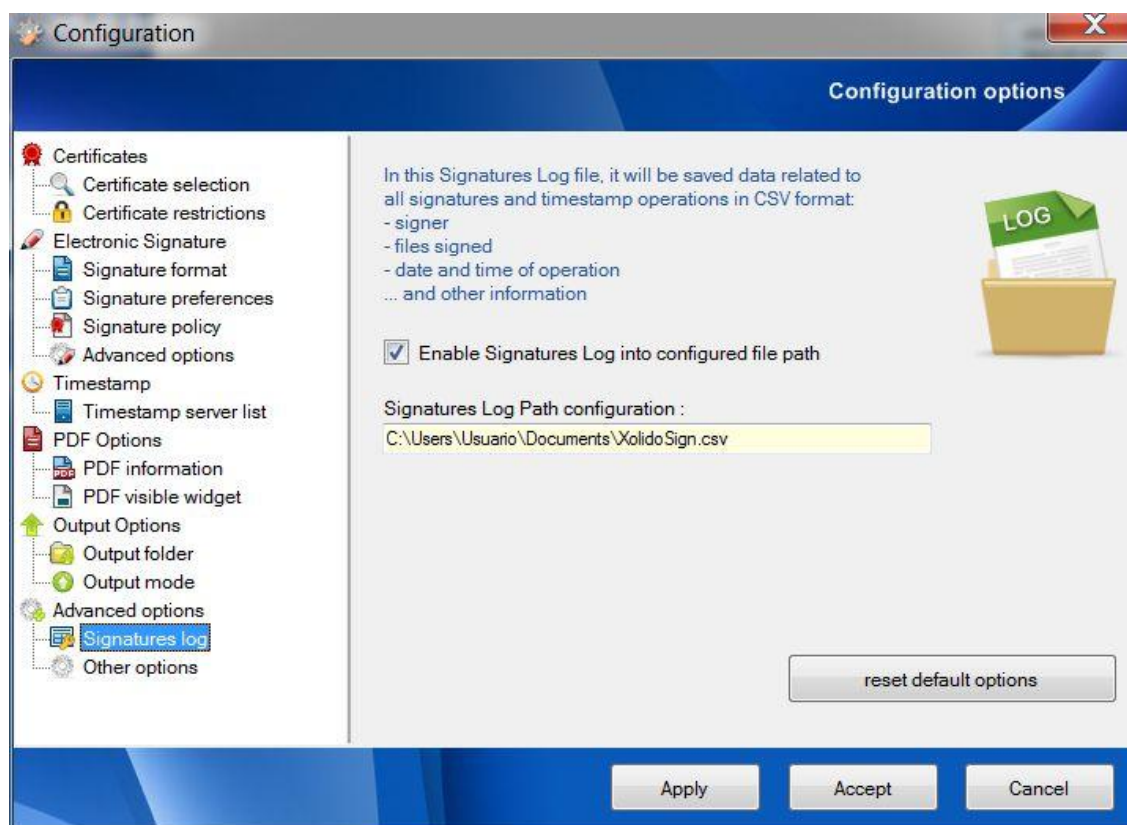 Configuration
Configuration options
Certificates
Certificate selection
Certificate restrictions
Electronic Signature
Signature format
Signature preferences
Signature policy
Advanced options
Timestamp
Timestamp server list
PDF Options
PDF information
PDF visible widget
Output Options
Output folder
Output mode
Advanced options
Signatures log
Other options
In this Signatures Log file, it will be saved data related to
all signatures and timestamp operations in CSV format:
- signer
- files signed
- date and time of operation
... and other information
LOG
Enable Signatures Log into configured file path
Signatures Log Path configuration :
C:\Users\Usuario\Documents\XolidoSign.csv
reset default options
Apply
Accept
Cancel